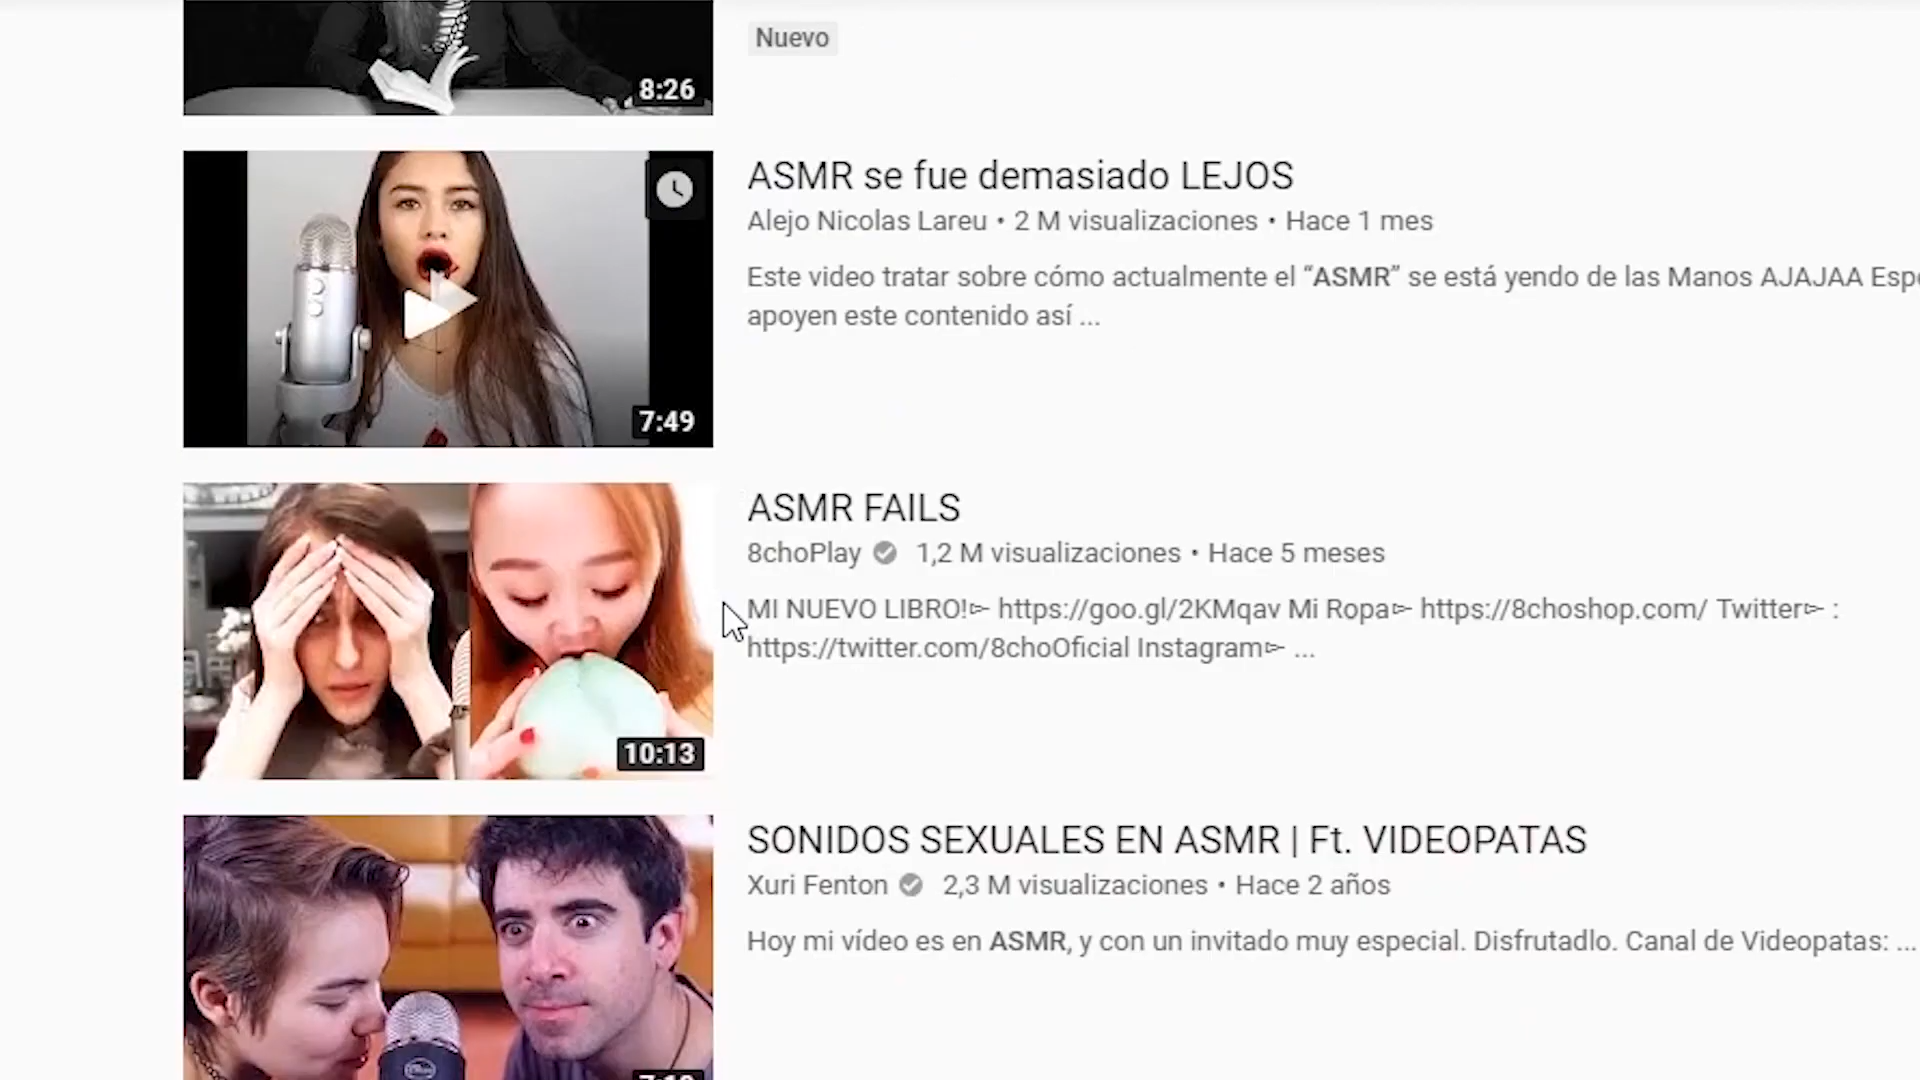 8:26
Nuevo
7:49
ASMR se fue demasiado LEJOS
Alejo Nicolas Lareu • 2 M visualizaciones • Hace 1 mes
Este video tratar sobre cómo actualmente el “ASMR” se está yendo de las Manos AJAJAA
apoyen este contenido así ...
10:13
ASMR FAILS
8choPlay 1,2 M visualizaciones • Hace 5 meses
MI NUEVO LIBRO!▻ https://goo.gl/2KMqav Mi Ropa▻ https://8choshop.com/ Twitter▻ :
https://twitter.com/8choOficial Instagram▻ ...
SONIDOS SEXUALES EN ASMR | Ft. VIDEOPATAS
Xuri Fenton 2,3 M visualizaciones • Hace 2 años
Hoy mi vídeo es en ASMR, y con un invitado muy especial. Disfrutadlo. Canal de Videopatas: ...